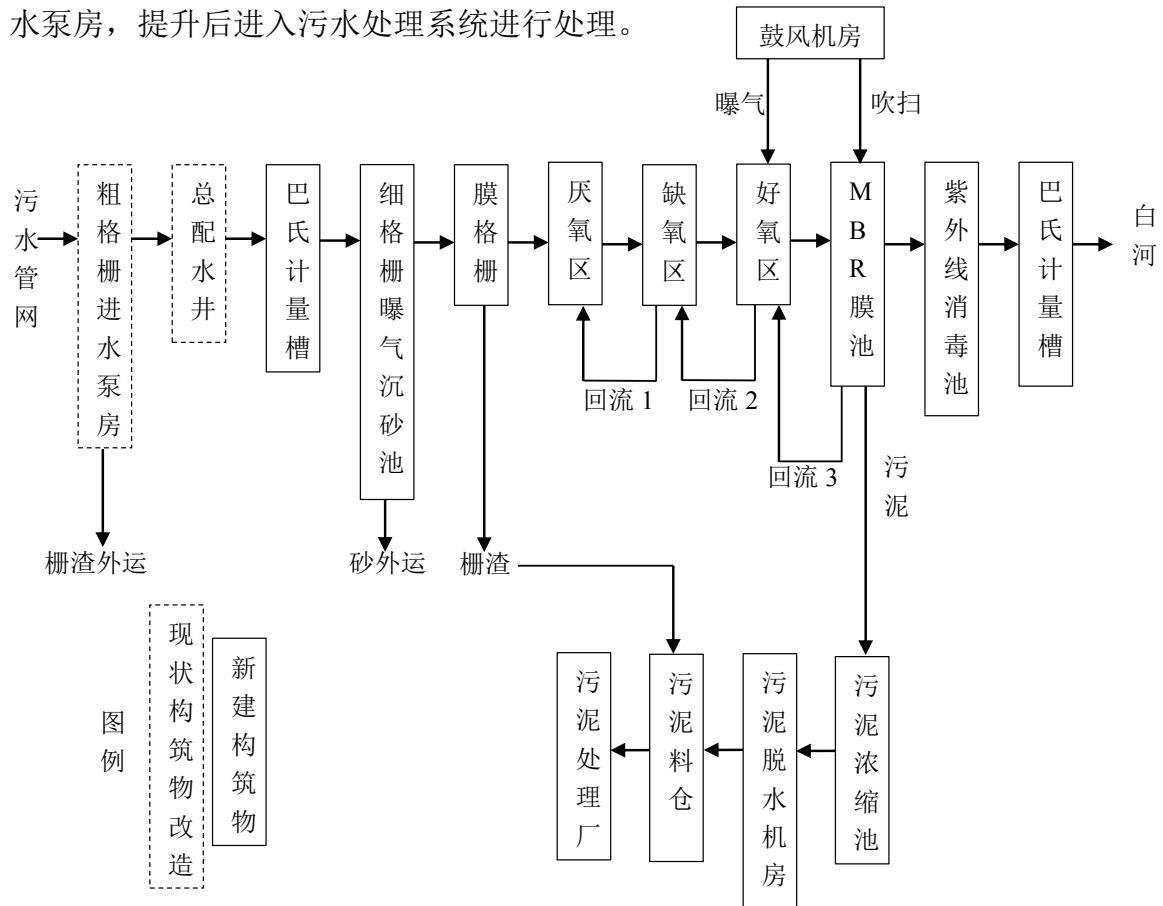 水泵房，提升后进入污水处理系统进行处理。
鼓风机房
曝气
吹扫
污水管网
粗格栅进水泵房
总配水井
巴氏计量槽
细格栅曝气沉砂池
膜格栅
厌氧区
缺氧区
好氧区
MBR膜池
紫外线消毒池
巴氏计量槽
白河
回流 1
回流 2
回流 3
污泥
栅渣外运
砂外运
栅渣
图例
现状构筑物改造
新建构筑物
污泥处理厂
污泥料仓
污泥脱水机房
污泥浓缩池